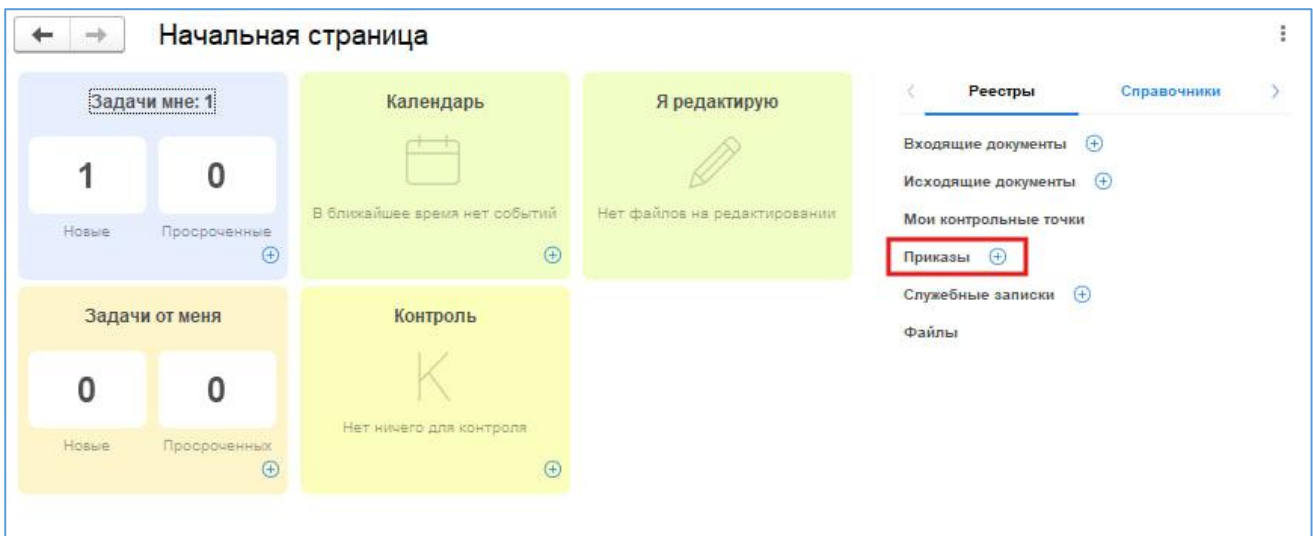 Начальная страница
Задачи мне: 1
1
0
Новые
Просроченные
Календарь
В ближайшее время нет событий
Я редактирую
Нет файлов на редактировании
Задачи от меня
0
0
Новые
Просроченных
Контроль
K
Нет ничего для контроля
Реестры
Справочники
Входящие документы
Исходящие документы
Мои контрольные точки
Приказы
Служебные записки
Файлы